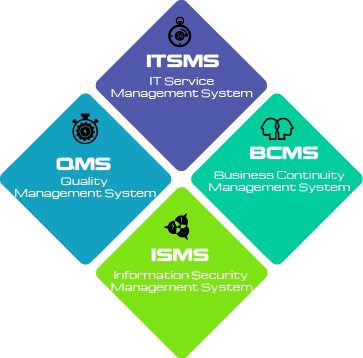 ITSMS
IT Service
Management System
QMS
Quality
Management System
BCMS
Business Continuity
Management System
ISMS
Information Security
Management System